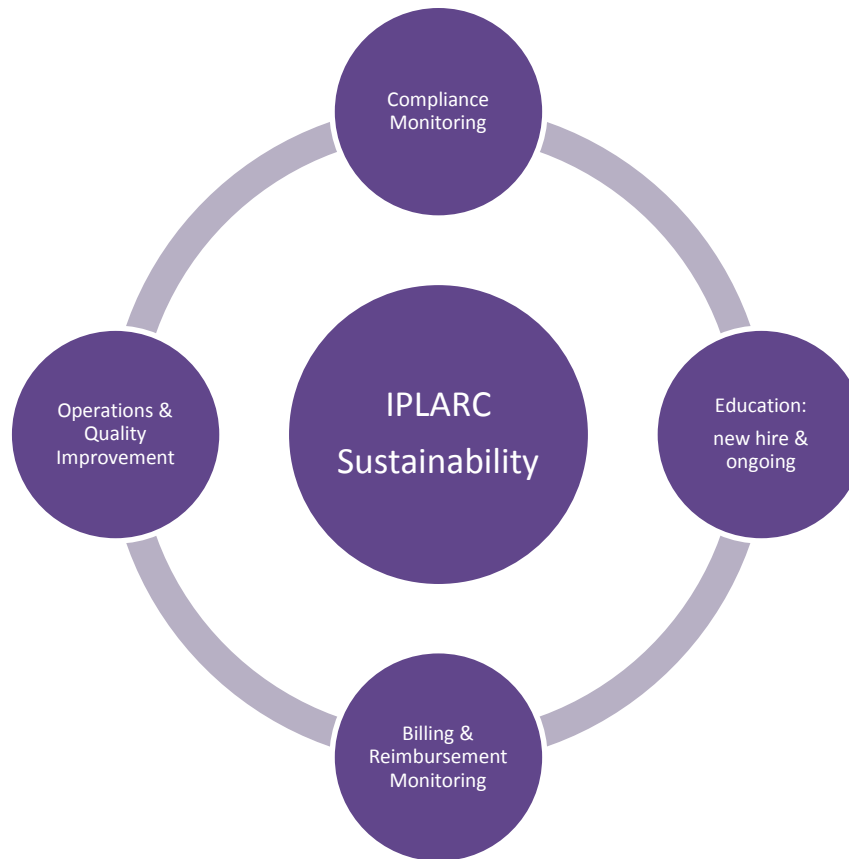 Compliance
Monitoring
IPLARC
Sustainability
Operations &
Quality
Improvement
Education:
new hire &
ongoing
Billing &
Reimbursement
Monitoring